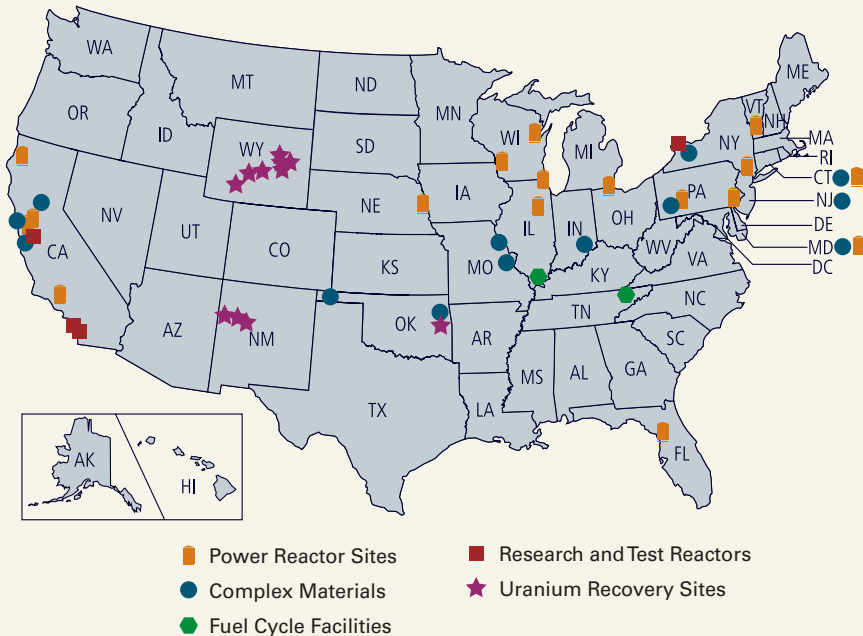 WA
MT
ND
MN
ME
VT
NH
OR
ID
WY
SD
WI
MI
NY
MA
RI
CT
NJ
DE
MD
DC
NV
UT
CO
NE
IA
IL
IN
OH
PA
WV
VA
CA
KS
MO
KY
NC
TN
AZ
NM
OK
AR
SC
MS
AL
GA
TX
LA
FL
AK
HI
Power Reactor Sites
Complex Materials
Fuel Cycle Facilities
Research and Test Reactors
Uranium Recovery Sites